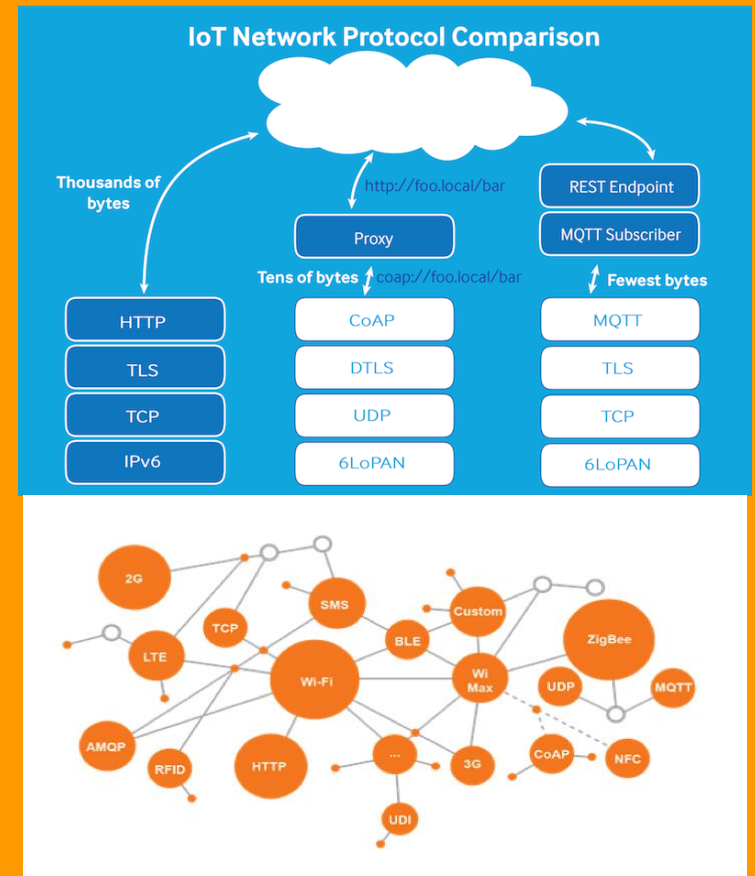 IoT Network Protocol Comparison
Thousands of
bytes
http://foo.local/bar
REST Endpoint
Proxy
MQTT Subscriber
Tens of bytes
coap://foo.local/bar
Fewest bytes
HTTP
TLS
TCP
IPv6
CoAP
DTLS
UDP
6LoPAN
MQTT
TLS
TCP
6LoPAN
2G
SMS
Custom
TCP
BLE
ZigBee
LTE
Wi-Fi
Wi
Max
UDP
MQTT
AMQP
RFID
HTTP
...
3G
CoAP
NFC
UDI